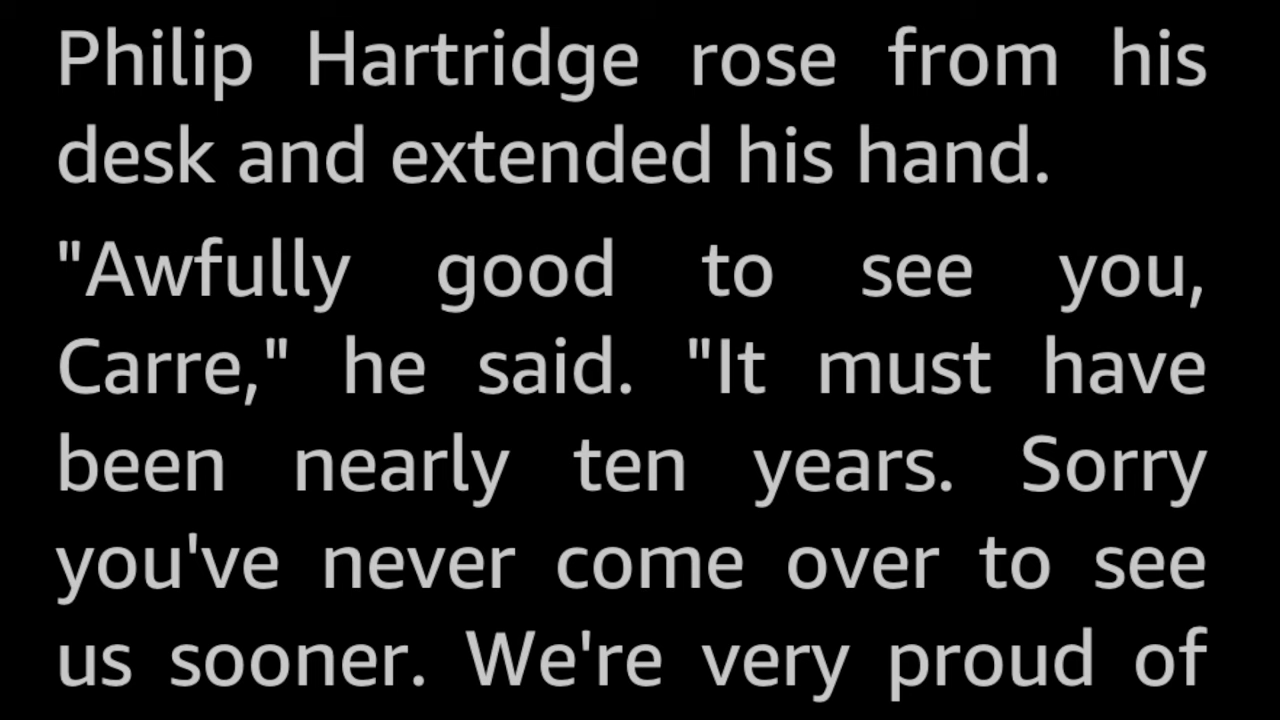 Philip Hartridge rose from his
desk and extended his hand.
"Awfully good to see you,
Carre," he said. "It must have
been nearly ten years. Sorry
you've never come over to see
us sooner. We're very proud of